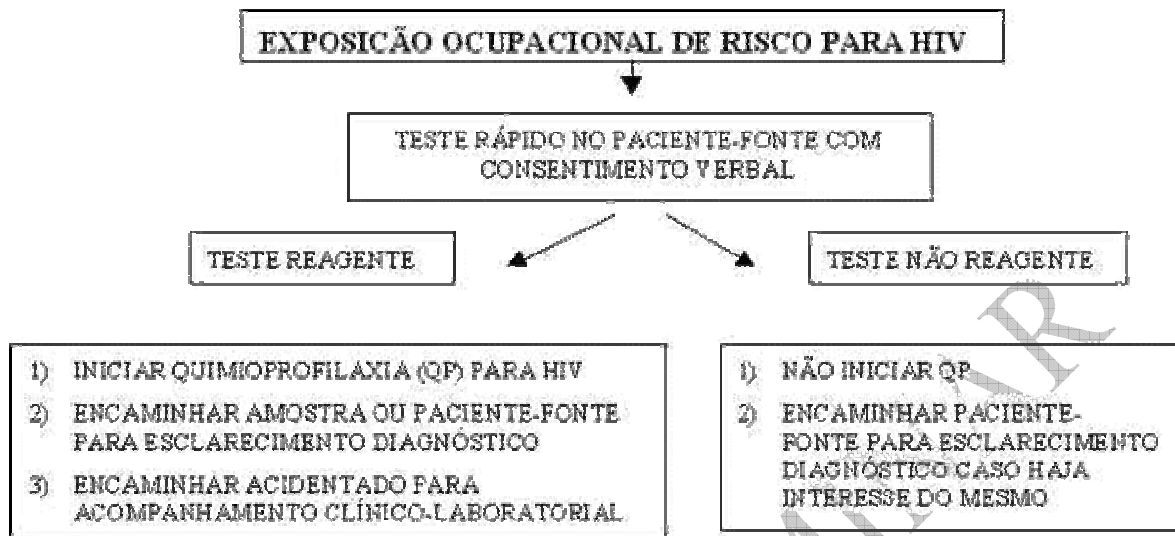 EXPOSIÇÃO OCUPACIONAL DE RISCO PARA HIV
TESTE RÁPIDO NO PACIENTE-FONTE COM
CONSENTIMENTO VERBAL
TESTE REAGENTE
TESTE NÃO REAGENTE
1) INICIAR QUIMIOPROFILAXIA (QP) PARA HIV
2) ENCAMINHAR AMOSTRA OU PACIENTE-FONTE
PARA ESCLARECIMENTO DIAGNÓSTICO
3) ENCAMINHAR ACIDENTADO PARA
ACOMPANHAMENTO CLÍNICO-LABORATORIAL
1) NÃO INICIAR QP
2) ENCAMINHAR PACIENTE-
FONTE PARA ESCLARECIMENTO
DIAGNÓSTICO CASO HAJA
INTERESSE DO MESMO